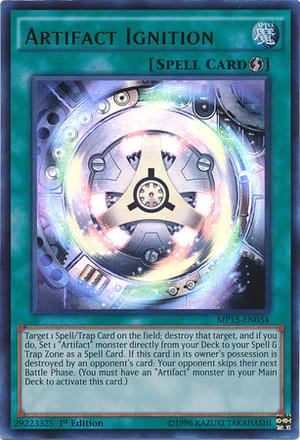 ARTIFACT IGNITION
[SPELL CARD]
MP15-EN034
Target 1 Spell/Trap Card on the field; destroy that target, and if you
do, Set 1 "Artifact" monster directly from your Deck to your Spell &
Trap Zone as a Spell Card. If this card in its owner's possession is
destroyed by an opponent's card: Your opponent skips their next
Battle Phase. (You must have an "Artifact" monster in your Main
Deck to activate this card.)
29223325
1st Edition
©1996 KAZUKI TAKAHASHI